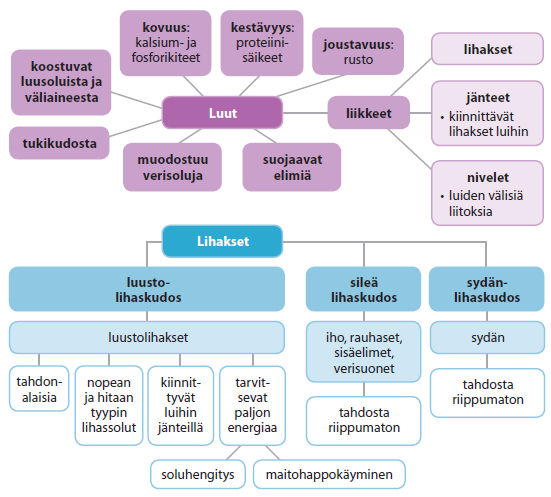 kovuus:
kalsium- ja
fosforikiteet
kestävyys:
proteiini-
säikeet
joustavuus:
rusto
koostuvat
luusoluista ja
väliaineesta
tukikudosta
Luut
liikkeet
muodostuu
verisoluja
suojaavat
elimiä
lihakset
jänteet
• kiinnittävät
lihakset luihin
nivelet
• luiden välisiä
liitoksia
Lihakset
luusto-
lihaskudos
sileä
lihaskudos
sydän-
lihaskudos
luustolihakset
iho, rauhaset,
sisäelimet,
verisuonet
sydän
tahdon-
alaisia
nopean
ja hitaan
tyypin
lihassolut
kiinnit-
tyvät
luihin
jänteillä
tarvit-
sevat
paljon
energiaa
tahdosta
riippumaton
tahdosta
riippumaton
soluhengitys
maitohappokäyminen